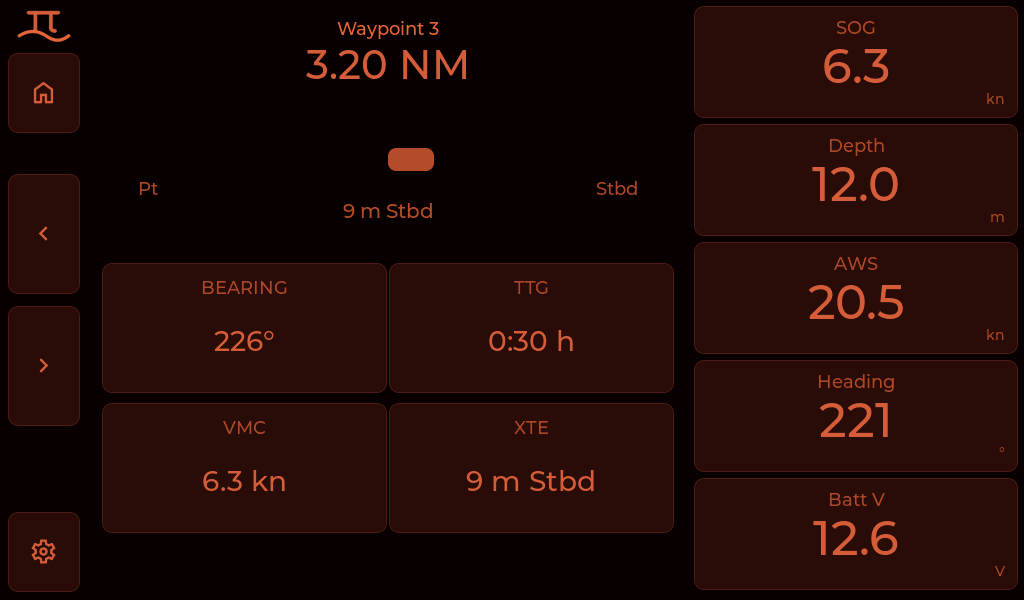 Waypoint 3
3.20 NM
Pt
Stbd
9 m Stbd
BEARING
226°
TTG
0:30 h
VMC
6.3 kn
XTE
9 m Stbd
SOG
6.3
kn
Depth
12.0
m
AWS
20.5
kn
Heading
221
°
Batt V
12.6
V